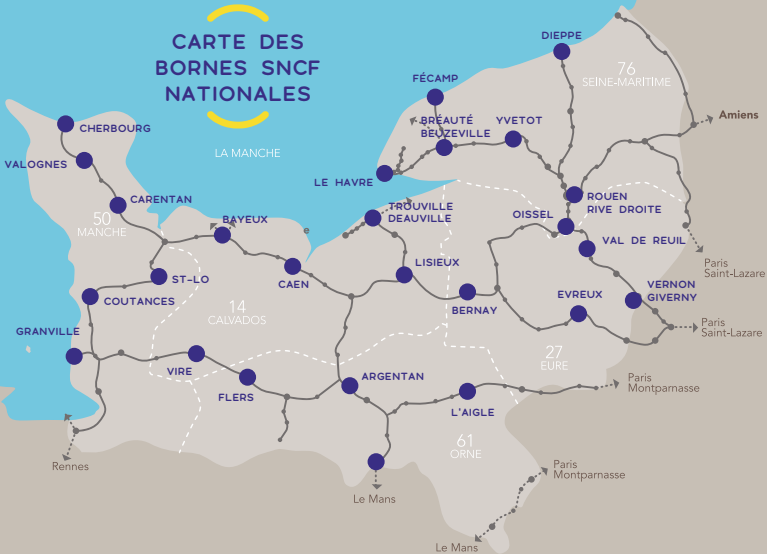 CARTE DES
BORNES SNCF
NATIONALES
DIEPPE
76
SEINE-MARITIME
FÉCAMP
Amiens
BRÉAUTÉ
BEUZEVILLE
YVETOT
CHERBOURG
LA MANCHE
VALOGNES
LE HAVRE
CARENTAN
ROUEN
RIVE DROITE
TROUVILLE
DEAUVILLE
OISSEL
50
MANCHE
BAYEUX
e
VAL DE REUIL
Paris
Saint-Lazare
LISIEUX
ST-LO
CAEN
VERNON
GIVERNY
COUTANCES
EVREUX
BERNAY
14
CALVADOS
Paris
Saint-Lazare
GRANVILLE
27
EURE
VIRE
ARGENTAN
Paris
Montparnasse
FLERS
L'AIGLE
61
ORNE
Rennes
Paris
Montparnasse
Le Mans
Le Mans